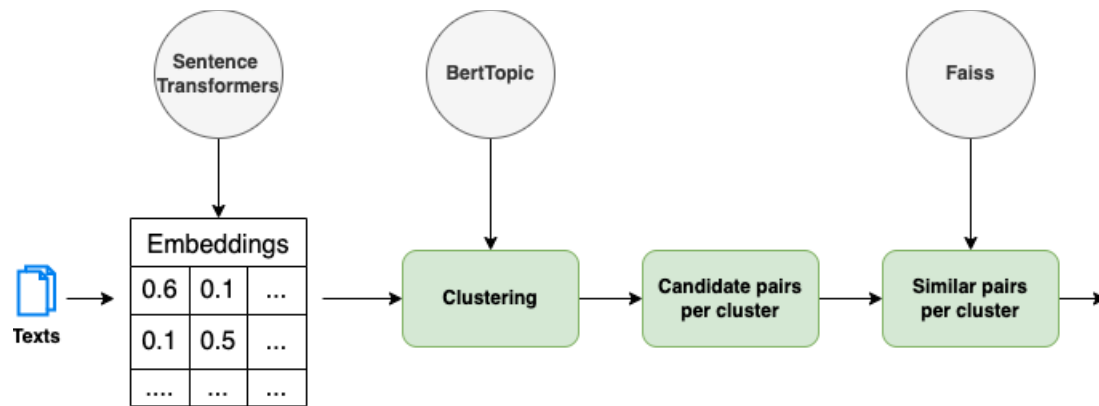 Sentence
Transformers
BertTopic
Faiss
Embeddings
0.6 0.1 ...
0.1 0.5 ...
.... ... ...
Texts
Clustering
Candidate pairs
per cluster
Similar pairs
per cluster